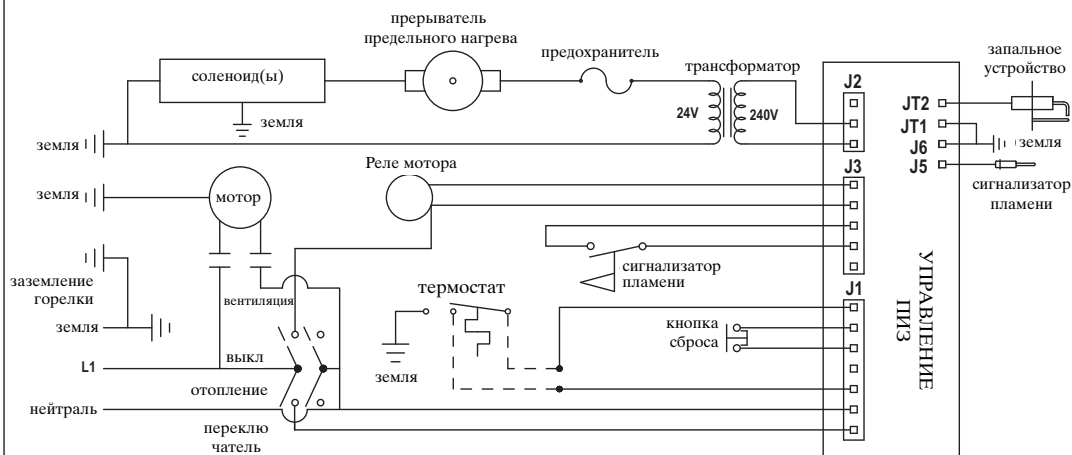 прерыватель
предельного нагрева
предохранитель
трансформатор
запальное
устройство
соленоид(ы)
земля
24V
240V
J2
JT2
JT1
J6
J5
земля
земля
сигнализатор
пламени
Реле мотора
J3
земля
мотор
заземление
горелки
земля
вентиляция
сигнализатор
пламени
термостат
J1
кнопка
сброса
УПРАВЛЕНИЕ
ПИЗ
земля
L1
выкл
отопление
нейтраль
переклю
чатель